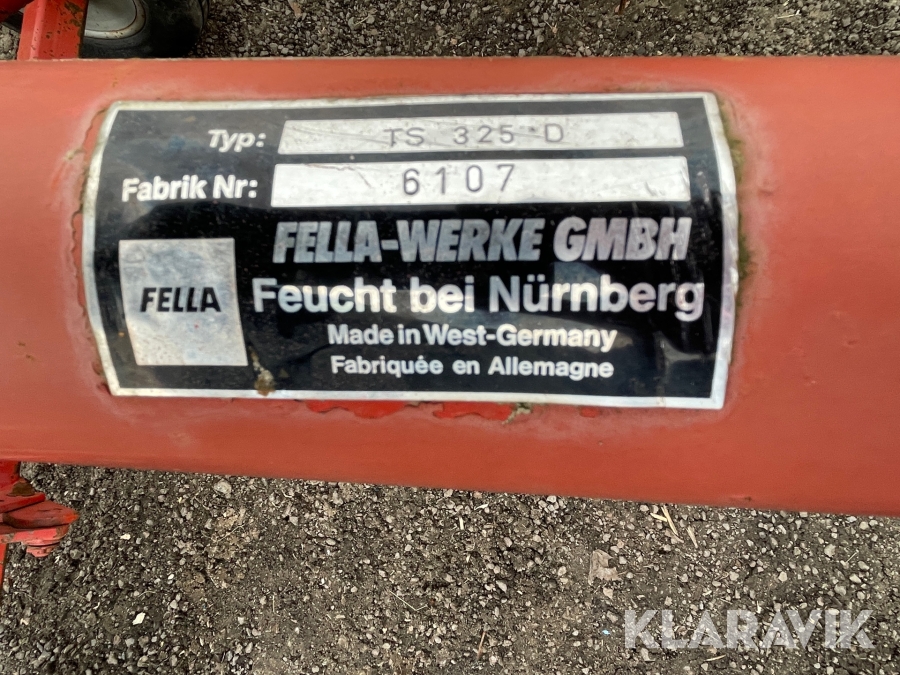 Typ: TS 325 D
Fabrik Nr: 6107
FELLA-WERKE GMBH
FELLA
Feucht bei Nürnberg
Made in West-Germany
Fabriquée en Allemagne
KLARAVIK